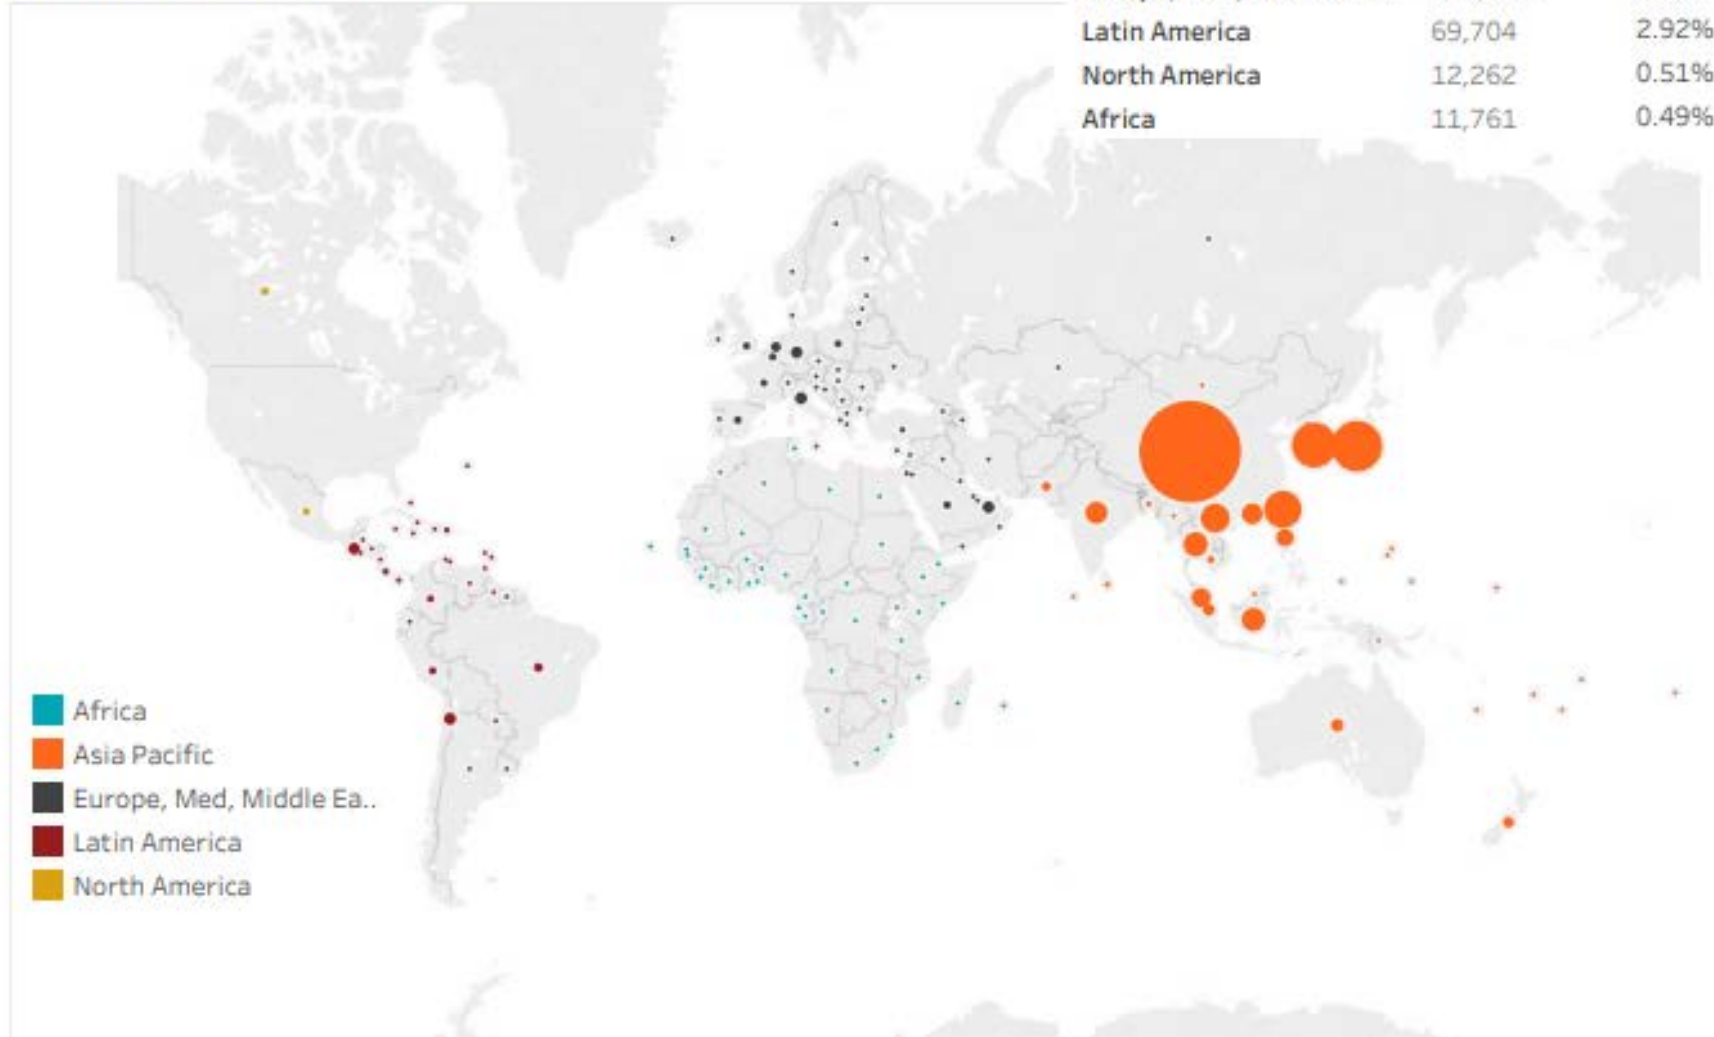 Latin America 69,704 2.92%
North America 12,262 0.51%
Africa 11,761 0.49%
Africa
Asia Pacific
Europe, Med, Middle Ea..
Latin America
North America